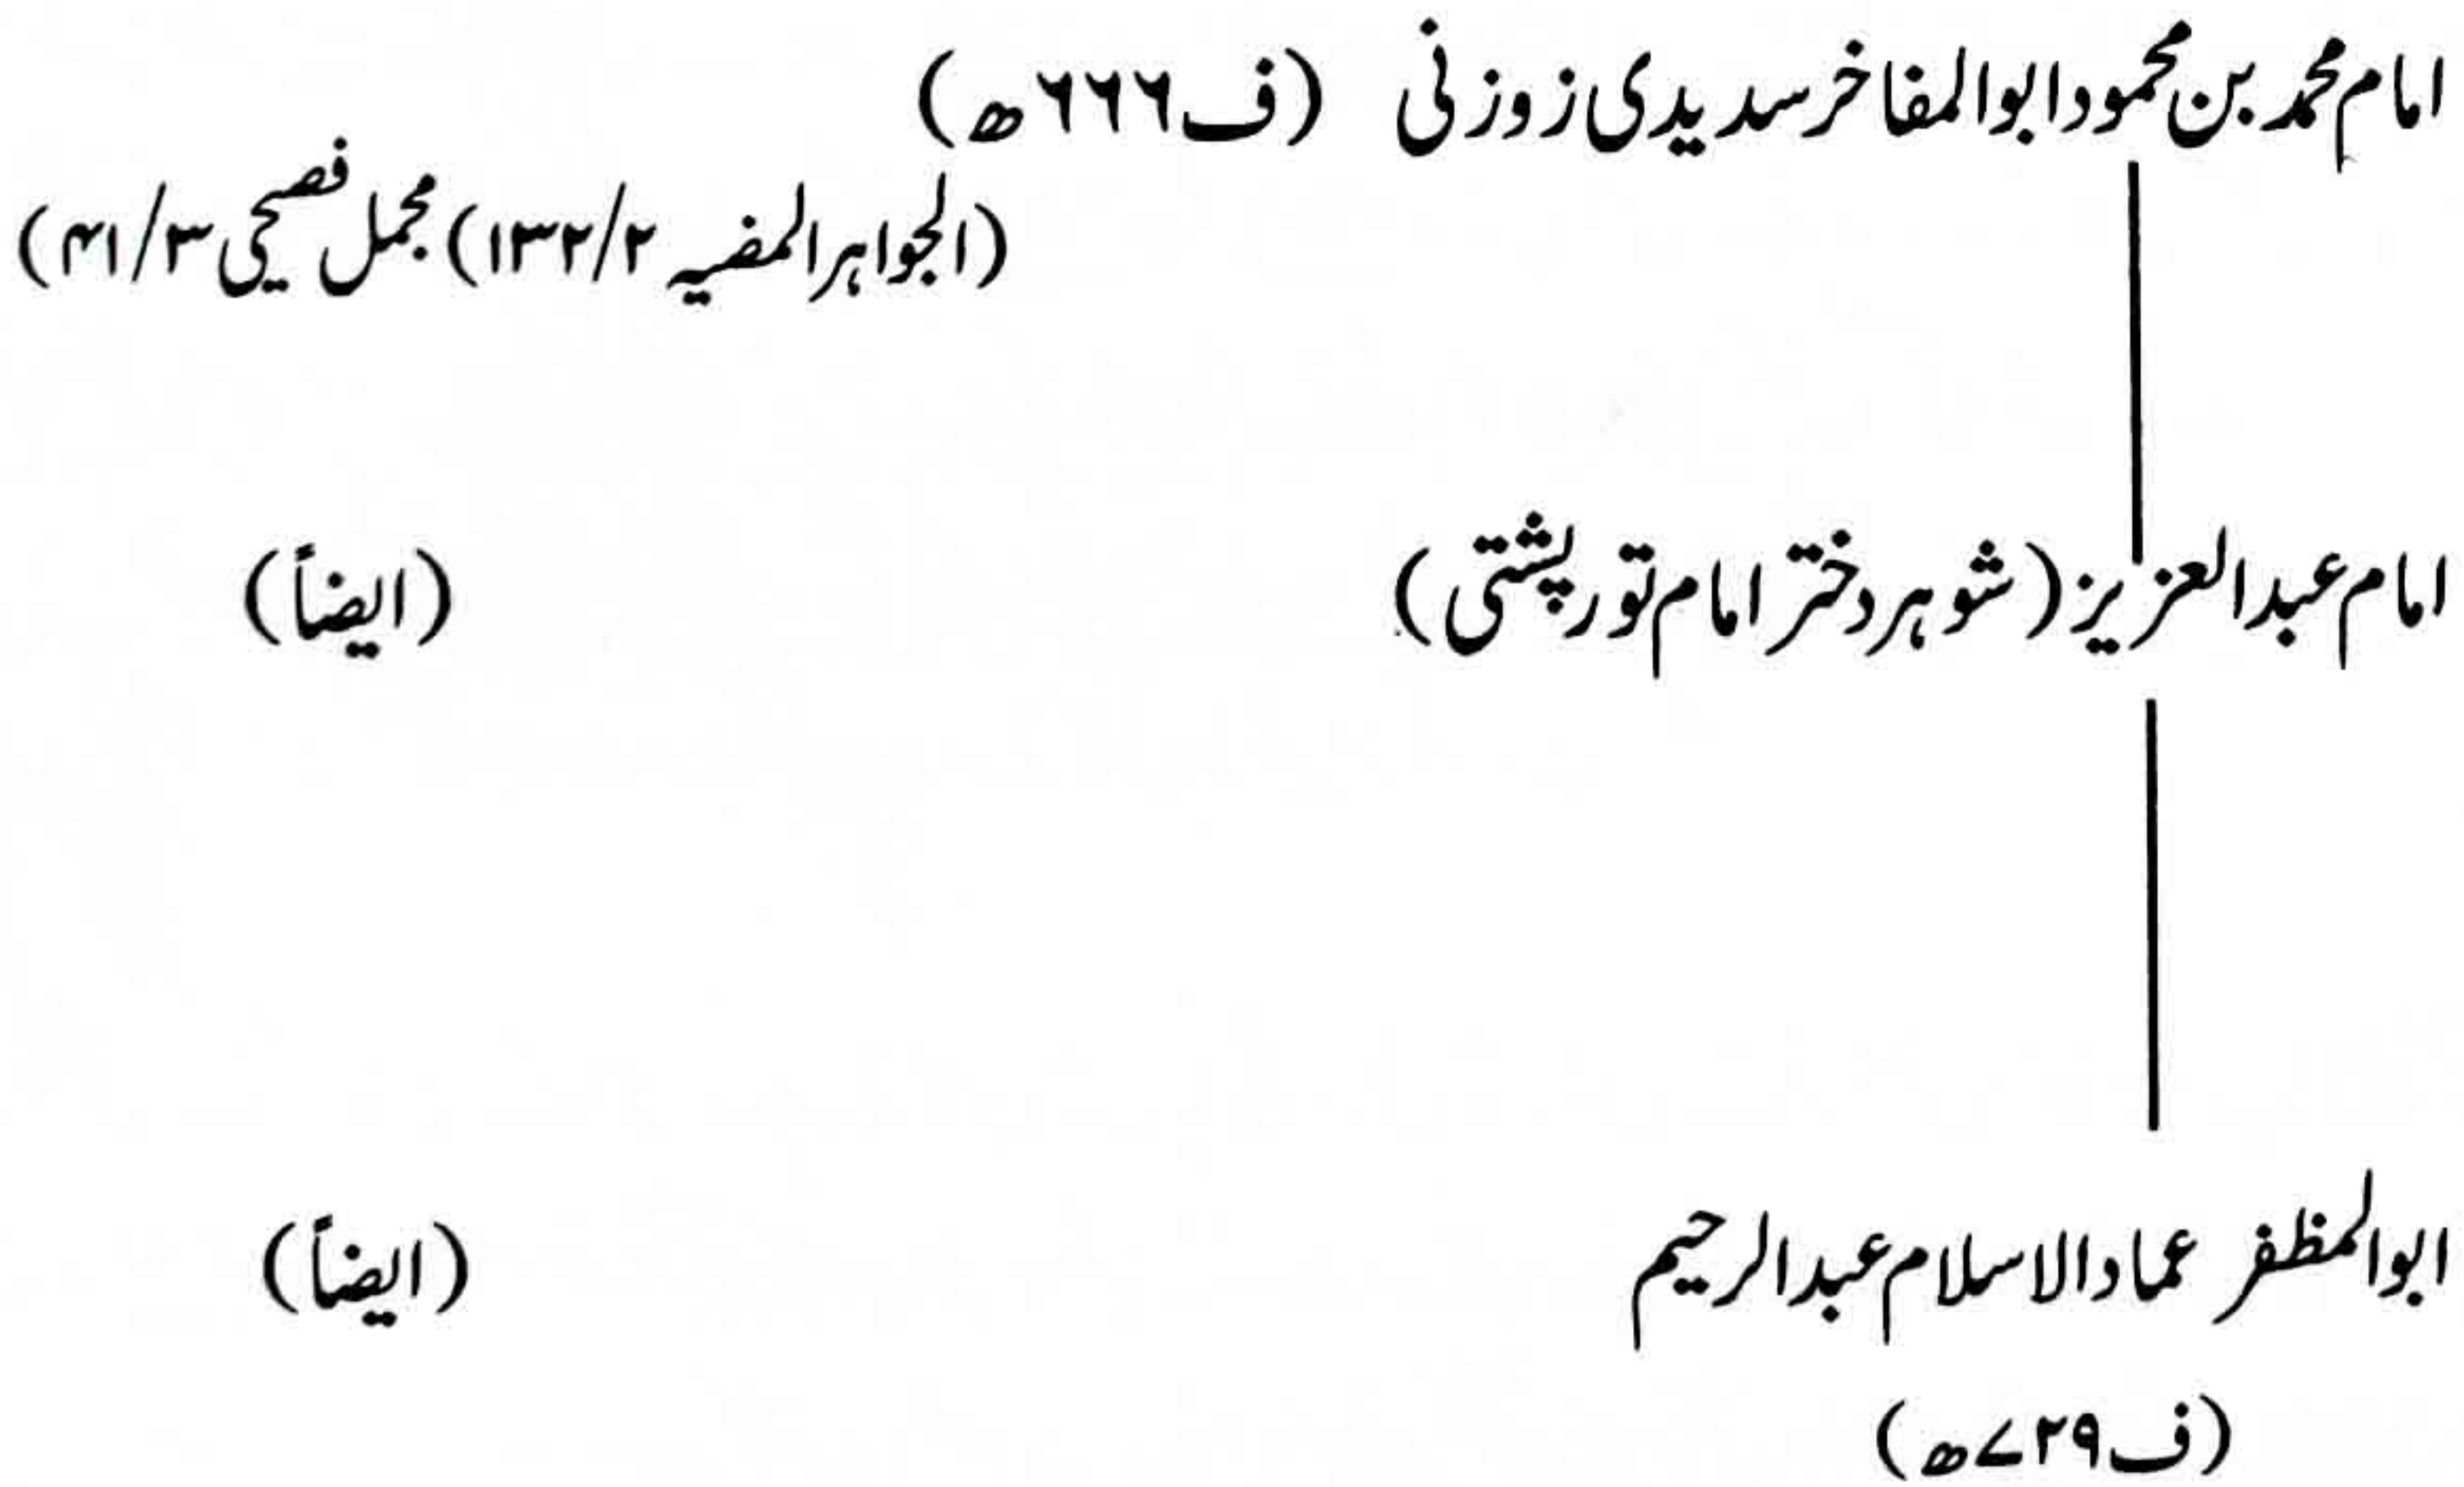 امام محمد بن محمود ابوالمفاخر سدیدی زوزنی (ف ۶۶۶ھ)
(الجواہر المضیہ ۲/۱۳۲) مجمل فصیحی ۳/۴۱)
امام عبدالعزیز (شوہر دختر امام تورپشتی) (ایضاً)
ابوالمظفر عماد الاسلام عبدالرحیم (ایضاً)
(ف ۷۲۹ھ)